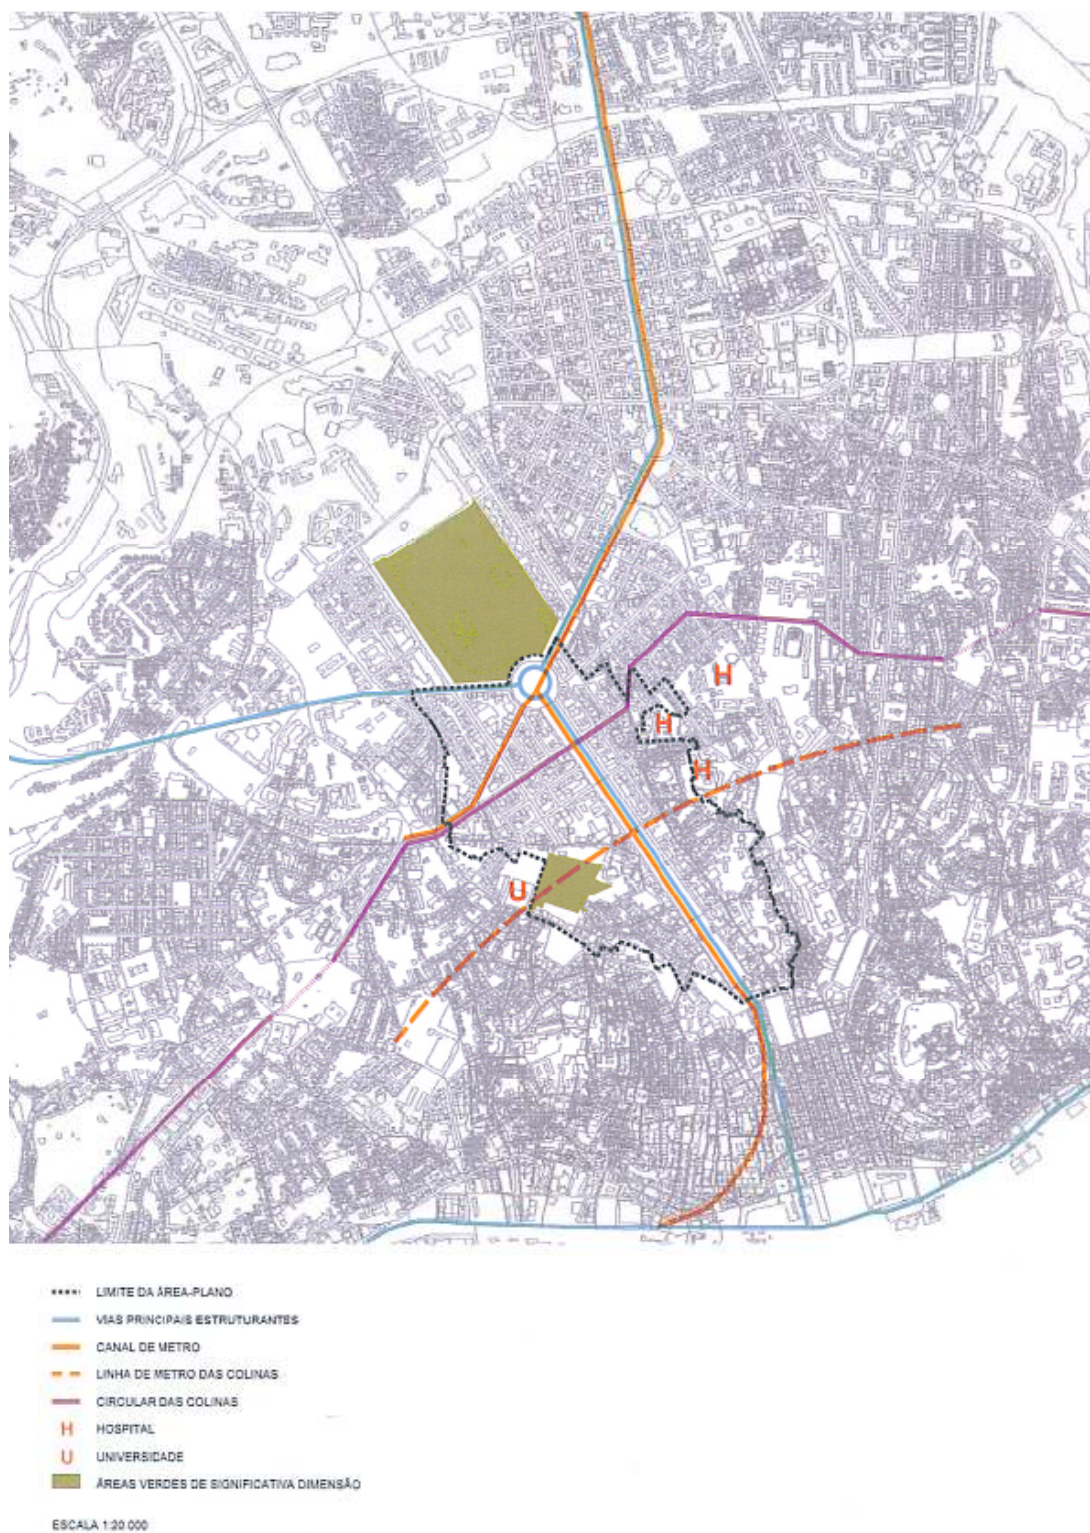 H
H
H
U
LIMITE DA ÁREA-PLANO
VIAS PRINCIPAIS ESTRUTURANTES
CANAL DE METRO
LINHA DE METRO DAS COLINAS
CIRCULAR DAS COLINAS
H HOSPITAL
U UNIVERSIDADE
ÁREAS VERDES DE SIGNIFICATIVA DIMENSÃO
ESCALA 1:20 000